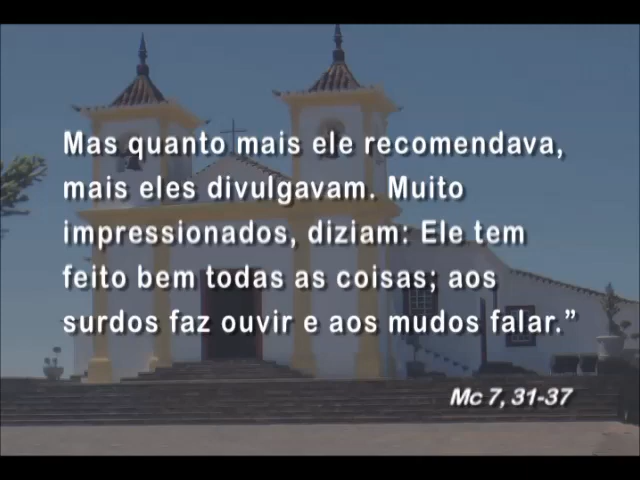 Mas quanto mais ele recomendava,
mais eles divulgavam. Muito
impressionados, diziam: Ele tem
feito bem todas as coisas; aos
surdos faz ouvir e aos mudos falar.”
Mc 7, 31-37